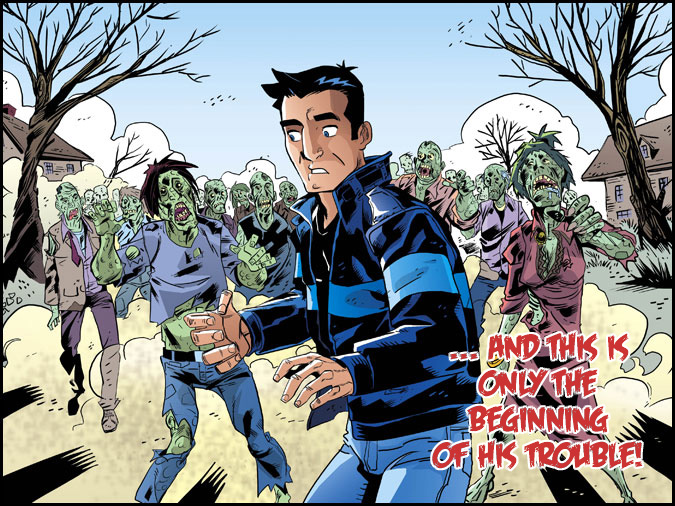 ... AND THIS IS
ONLY THE
BEGINNING
OF HIS TROUBLE!